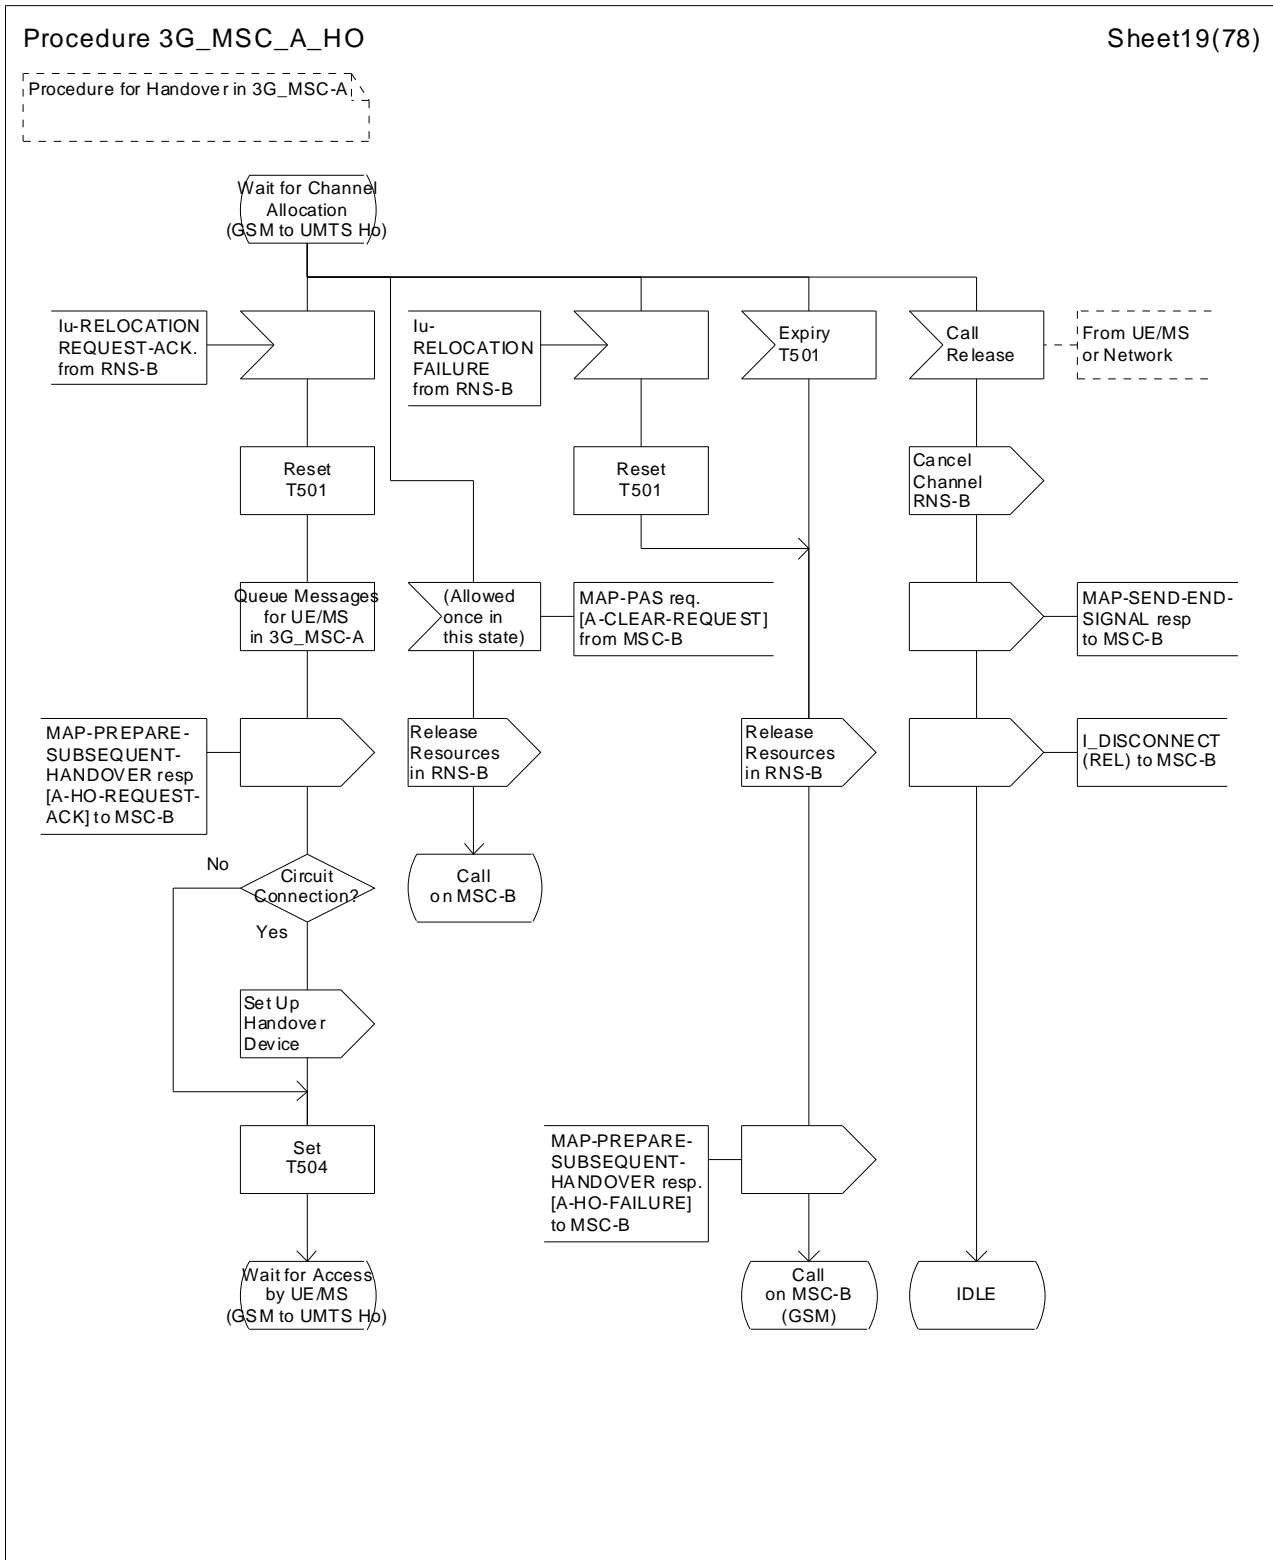 Procedure 3G_MSC_A_HO
Sheet19(78)
Procedure for Handover in 3G_MSC-A
Wait for Channel
Allocation
(GSM to UMTS Ho)
Iu-RELOCATION
REQUEST-ACK.
from RNS-B
Iu-
RELOCATION
FAILURE
from RNS-B
Expiry
T501
Call
Release
From UE/MS
or Network
Reset
T501
Reset
T501
Cancel
Channel
RNS-B
Queue Messages
for UE/MS
in 3G_MSC-A
(Allowed
once in
this state)
MAP-PAS req.
[A-CLEAR-REQUEST]
from MSC-B
MAP-SEND-END-
SIGNAL resp
to MSC-B
MAP-PREPARE-
SUBSEQUENT-
HANDOVER resp
[A-HO-REQUEST-
ACK] to MSC-B
Release
Resources
in RNS-B
Release
Resources
in RNS-B
I_DISCONNECT
(REL) to MSC-B
No
Circuit
Connection?
Yes
Call
on MSC-B
Set Up
Handover
Device
Set
T504
MAP-PREPARE-
SUBSEQUENT-
HANDOVER resp.
[A-HO-FAILURE]
to MSC-B
Wait for Access
by UE/MS
(GSM to UMTS Ho)
Call
on MSC-B
(GSM)
IDLE